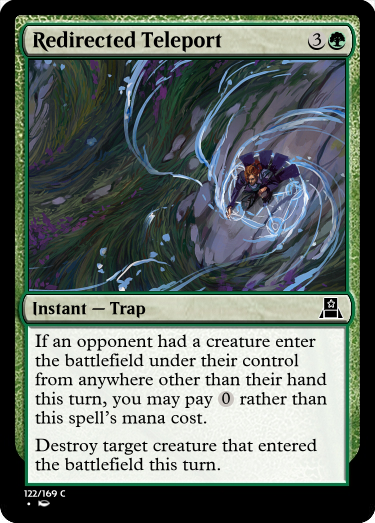 Redirected Teleport 3
Instant — Trap
If an opponent had a creature enter
the battlefield under their control
from anywhere other than their hand
this turn, you may pay 0 rather than
this spell's mana cost.
Destroy target creature that entered
the battlefield this turn.
122/169 C